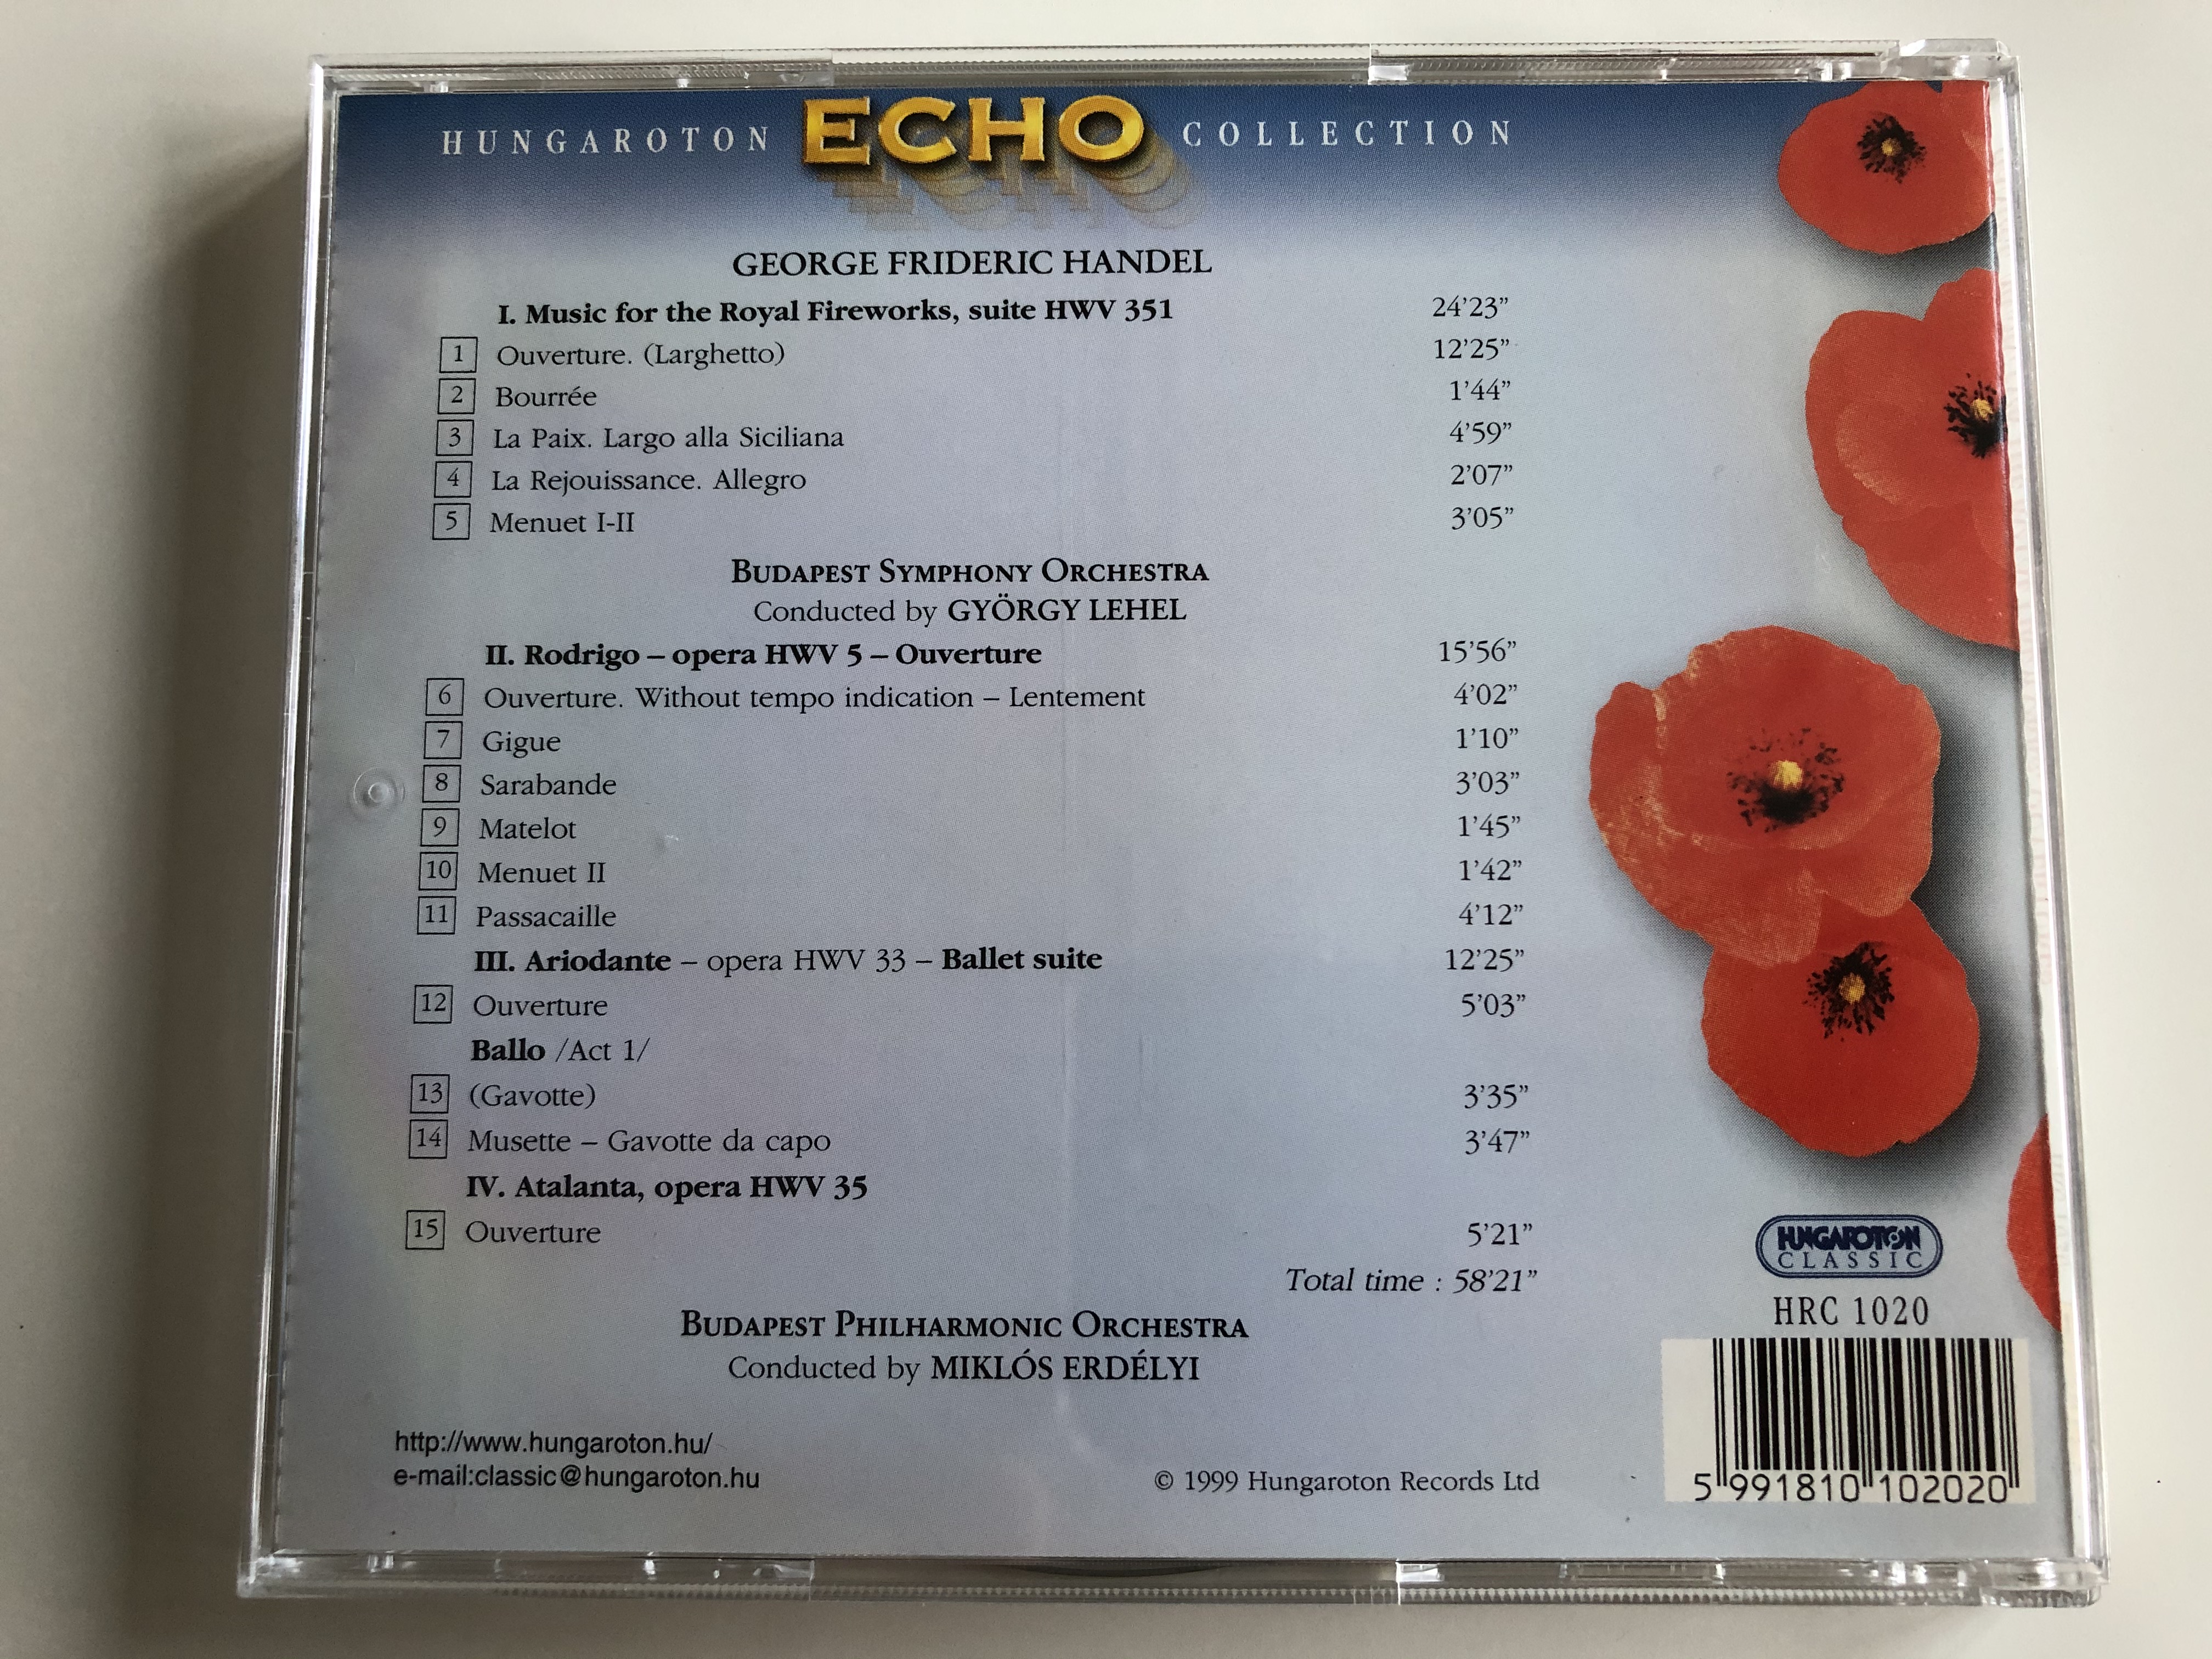 HUNGAROTON ECHO COLLECTION
GEORGE FRIDERIC HANDEL
I. Music for the Royal Fireworks, suite HWV 351 24’23”
1 Ouverture. (Larghetto) 12’25”
2 Bourrée 1’44”
3 La Paix. Largo alla Siciliana 4’59”
4 La Rejouissance. Allegro 2’07”
5 Menuet I-II 3’05”
BUDAPEST SYMPHONY ORCHESTRA
Conducted by GYÖRGY LEHEL
II. Rodrigo – opera HWV 5 – Ouverture 15’56”
6 Ouverture. Without tempo indication – Lentement 4’02”
7 Gigue 1’10”
8 Sarabande 3’03”
9 Matelot 1’45”
10 Menuet II 1’42”
11 Passacaille 4’12”
III. Ariodante – opera HWV 33 – Ballet suite 12’25”
12 Ouverture 5’03”
Ballo /Act 1/
13 (Gavotte) 3’35”
14 Musette – Gavotte da capo 3’47”
IV. Atalanta, opera HWV 35
15 Ouverture 5’21”
Total time : 58’21”
BUDAPEST PHILHARMONIC ORCHESTRA
Conducted by MIKLÓS ERDÉLYI
HUNGAROTON
CLASSIC
HRC 1020
5 991810 102020
http://www.hungaroton.hu/
e-mail:classic@hungaroton.hu
© 1999 Hungaroton Records Ltd